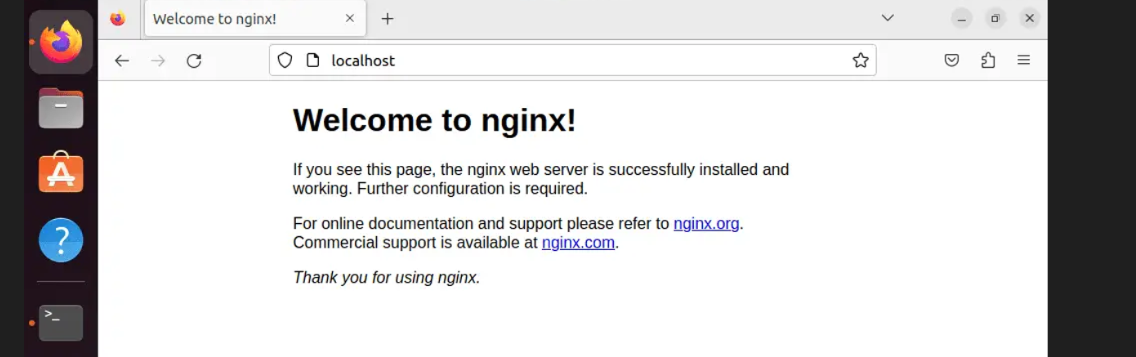 Welcome to nginx!
localhost
Welcome to nginx!
If you see this page, the nginx web server is successfully installed and
working. Further configuration is required.
For online documentation and support please refer to nginx.org.
Commercial support is available at nginx.com.
Thank you for using nginx.
>_